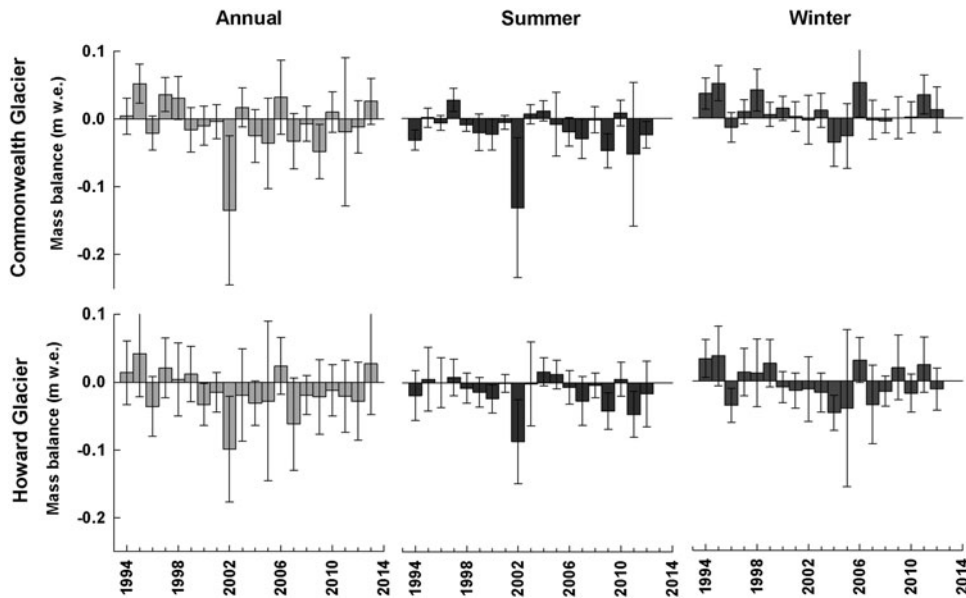 Annual Summer Winter
Commonwealth Glacier
Mass balance (m w.e.)
0.1
0.0
-0.1
-0.2
Howard Glacier
Mass balance (m w.e.)
0.1
0.0
-0.1
-0.2
1994 1998 2002 2006 2010 2014 1994 1998 2002 2006 2010 2014 1994 1998 2002 2006 2010 2014